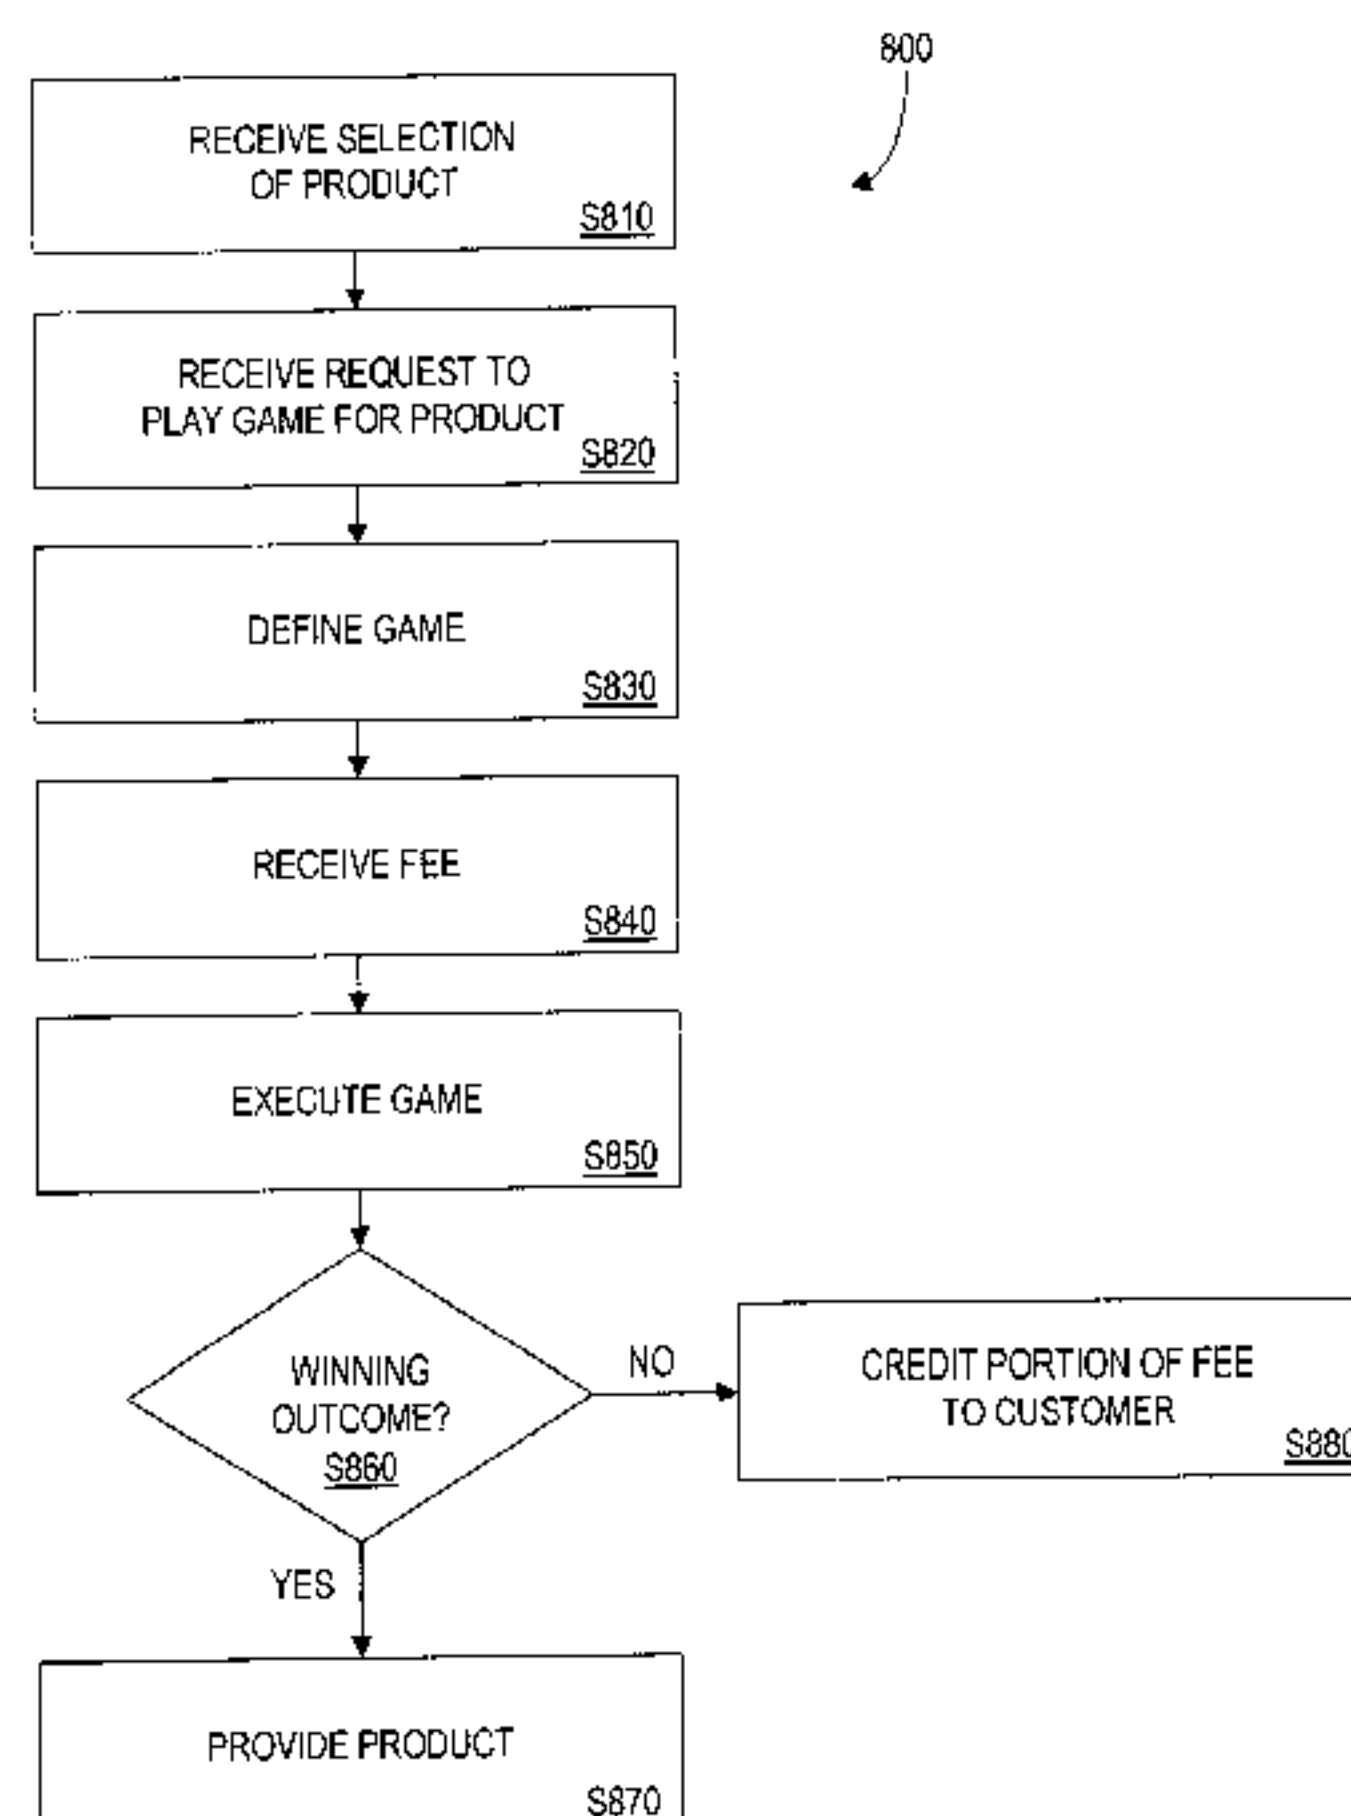 800
RECEIVE SELECTION
OF PRODUCT
S810
RECEIVE REQUEST TO
PLAY GAME FOR PRODUCT
S820
DEFINE GAME
S830
RECEIVE FEE
S840
EXECUTE GAME
S850
WINNING
OUTCOME?
S860
NO
CREDIT PORTION OF FEE
TO CUSTOMER
S880
YES
PROVIDE PRODUCT
S870